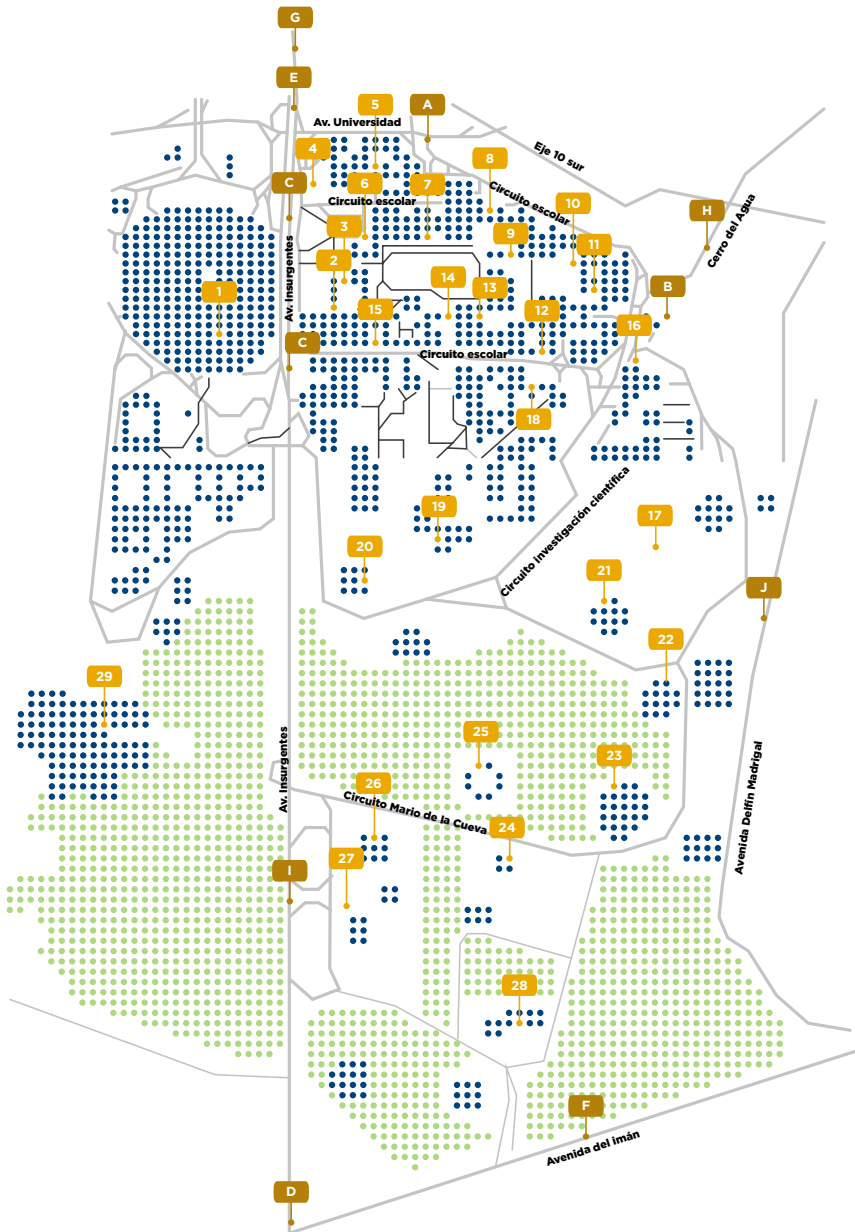 G
E
5
A
Av. Universidad
4
Eje 10 sur
8
C
6
7
Circuito escolar
Circuito escolar
10
H
3
9
11
Cerro del Agua
2
Av. Insurgentes
1
14
13
B
15
12
16
C
Circuito escolar
18
Circuito investigación científica
19
17
20
21
J
22
29
25
23
Av. Insurgentes
26
Circuito Mario de la Cueva
24
Avenida Delfín Madrigal
27
I
28
F
Avenida del imán
D